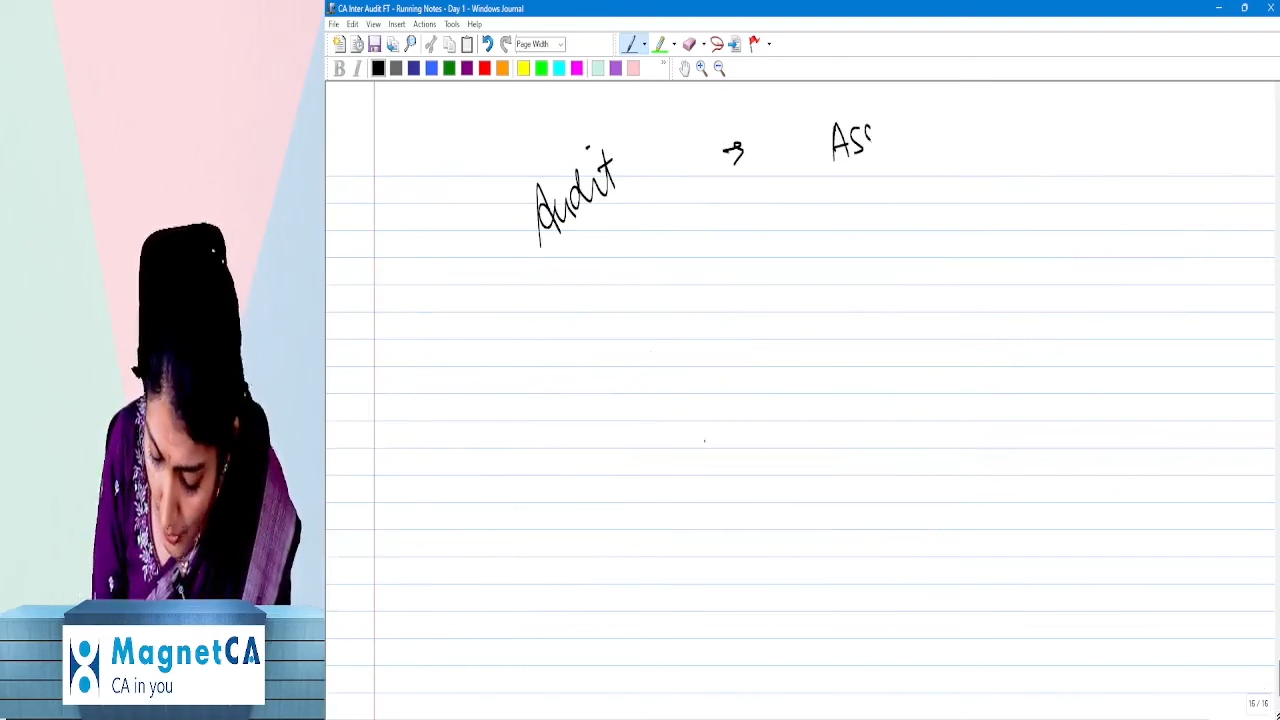 CA Inter Audit FT - Running Notes - Day 1 - Windows Journal
File Edit View Insert Actions Tools Help
Page Width
B I
Audit → Ass
MagnetCA
CA in you
16 / 16